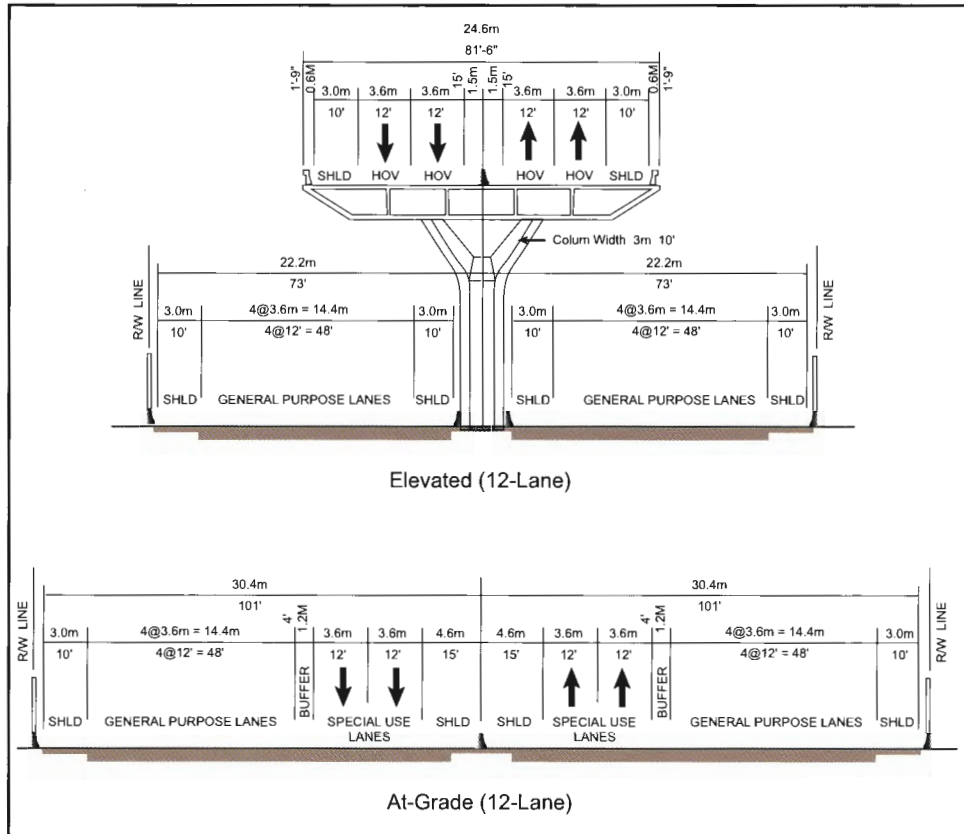 24.6m
81'-6"
1'-9" 0.6M 3.0m 3.6m 3.6m 15' 1.5m 1.5m 15' 3.6m 3.6m 3.0m 0.6M 1'-9"
10' 12' 12' 12' 12' 10'
SHLD HOV HOV HOV HOV SHLD
Colum Width 3m 10'
22.2m 22.2m
73' 73'
R/W LINE 3.0m 4@3.6m = 14.4m 3.0m 3.0m 4@3.6m = 14.4m 3.0m R/W LINE
10' 4@12' = 48' 10' 10' 4@12' = 48' 10'
SHLD GENERAL PURPOSE LANES SHLD SHLD GENERAL PURPOSE LANES SHLD
Elevated (12-Lane)
30.4m 30.4m
101' 101'
R/W LINE 3.0m 4@3.6m = 14.4m 4' 1.2M 3.6m 3.6m 4.6m 4.6m 3.6m 3.6m 4' 1.2M 4@3.6m = 14.4m 3.0m R/W LINE
10' 4@12' = 48' BUFFER 12' 12' 15' 15' 12' 12' BUFFER 4@12' = 48' 10'
SHLD GENERAL PURPOSE LANES SPECIAL USE SHLD SHLD SPECIAL USE GENERAL PURPOSE LANES SHLD
LANES LANES
At-Grade (12-Lane)